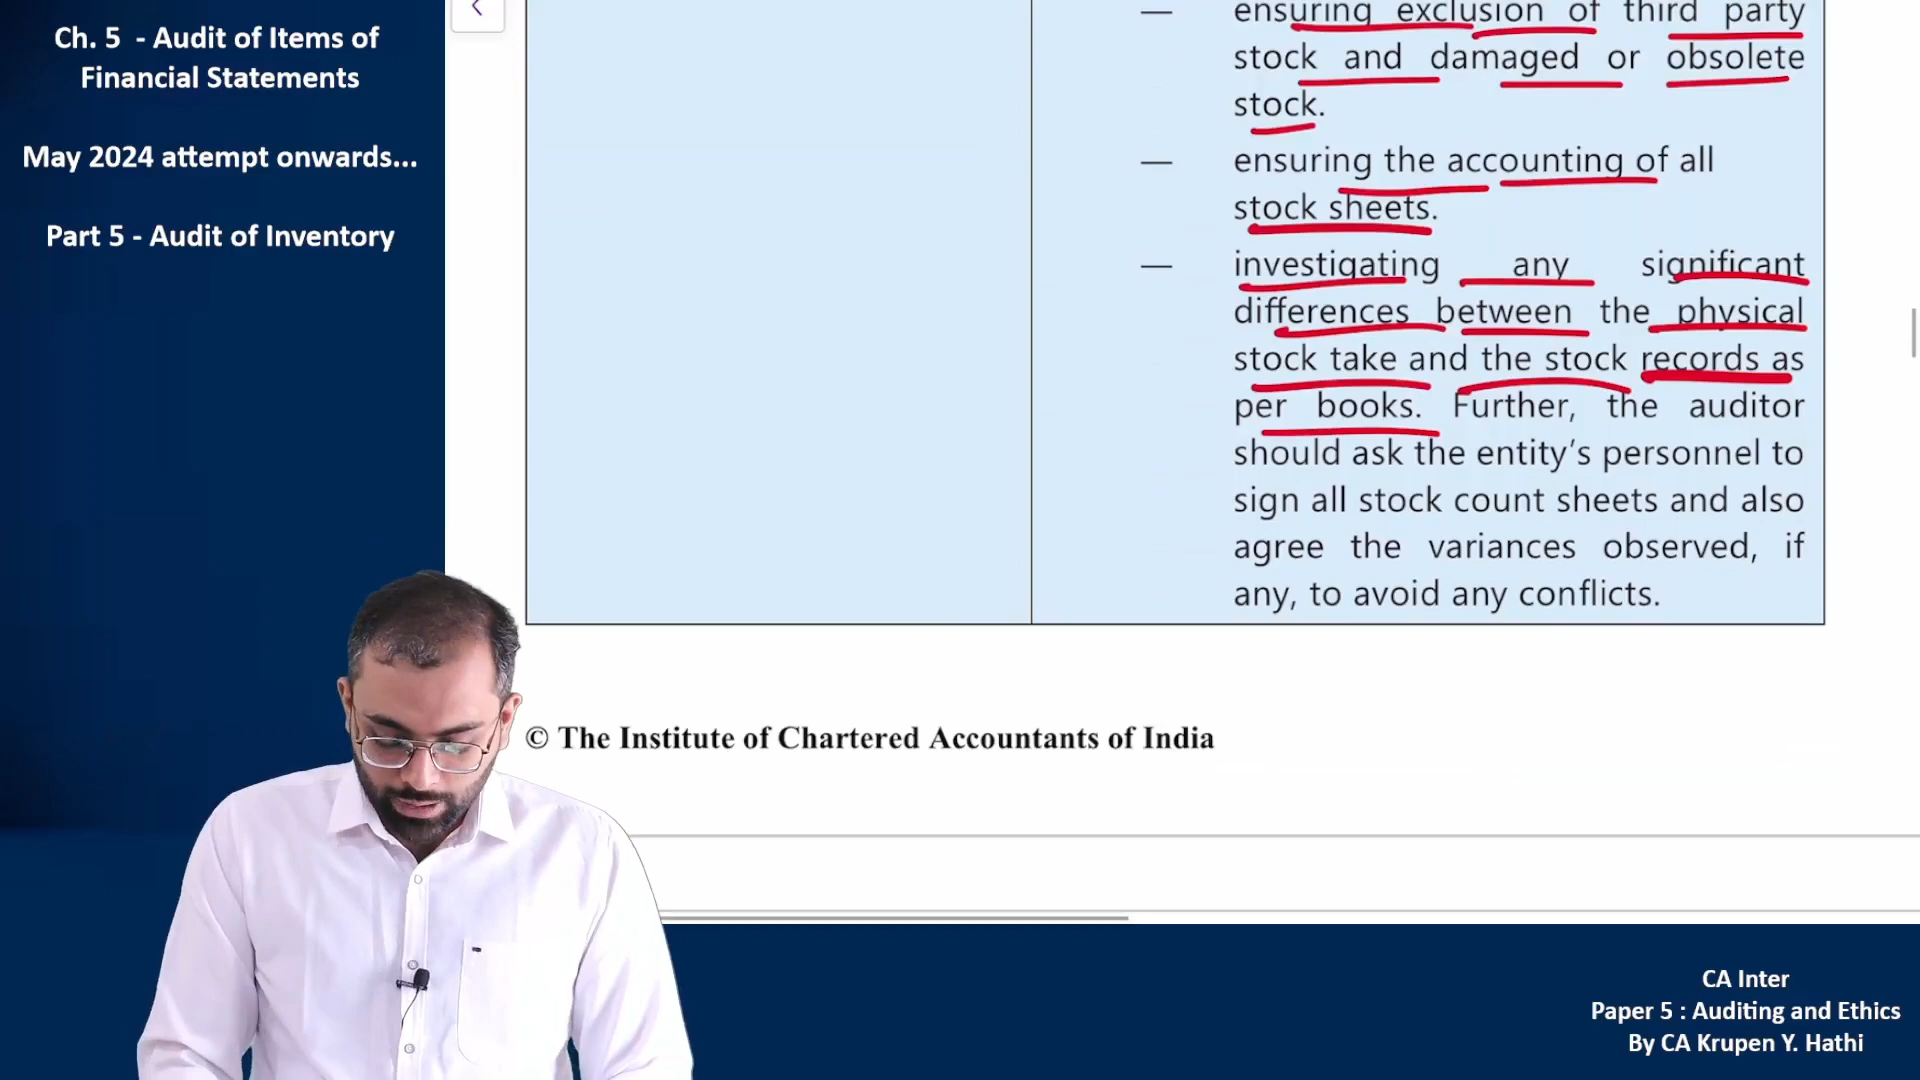 Ch. 5 - Audit of Items of
Financial Statements
May 2024 attempt onwards...
Part 5 - Audit of Inventory
— ensuring exclusion of third party
stock and damaged or obsolete
stock.
— ensuring the accounting of all
stock sheets.
— investigating any significant
differences between the physical
stock take and the stock records as
per books. Further, the auditor
should ask the entity’s personnel to
sign all stock count sheets and also
agree the variances observed, if
any, to avoid any conflicts.
© The Institute of Chartered Accountants of India
CA Inter
Paper 5 : Auditing and Ethics
By CA Krupen Y. Hathi